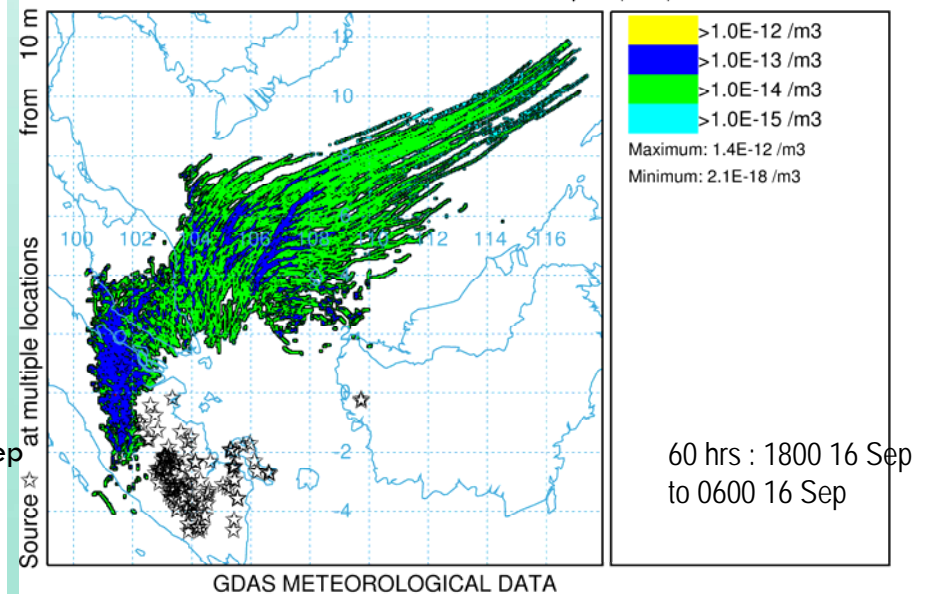 Source ☆ at multiple locations from 10 m
12
10
100 102 104 106 108 110 112 114 116
0
-2
-4
>1.0E-12 /m3
>1.0E-13 /m3
>1.0E-14 /m3
>1.0E-15 /m3
Maximum: 1.4E-12 /m3
Minimum: 2.1E-18 /m3
ep
60 hrs : 1800 16 Sep
to 0600 16 Sep
GDAS METEOROLOGICAL DATA